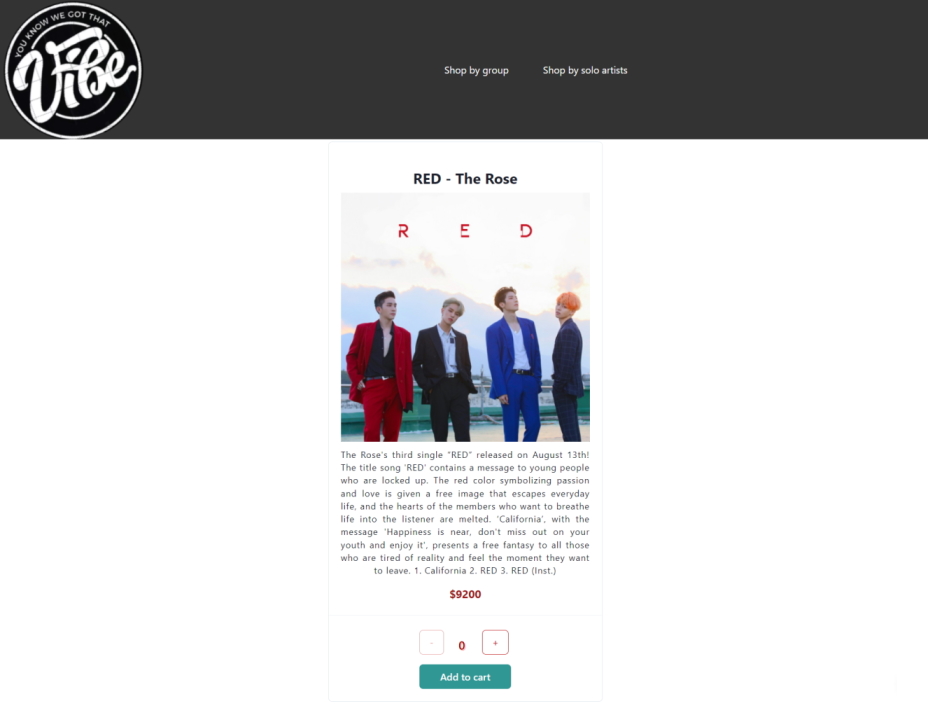 YOU KNOW WE GOT THAT
Vibe
Shop by group
Shop by solo artists
RED - The Rose
R E D
The Rose's third single "RED" released on August 13th!
The title song 'RED' contains a message to young people
who are locked up. The red color symbolizing passion
and love is given a free image that escapes everyday
life, and the hearts of the members who want to breathe
life into the listener are melted. 'California', with the
message 'Happiness is near, don't miss out on your
youth and enjoy it', presents a free fantasy to all those
who are tired of reality and feel the moment they want
to leave. 1. California 2. RED 3. RED (Inst.)
$9200
- 0 +
Add to cart